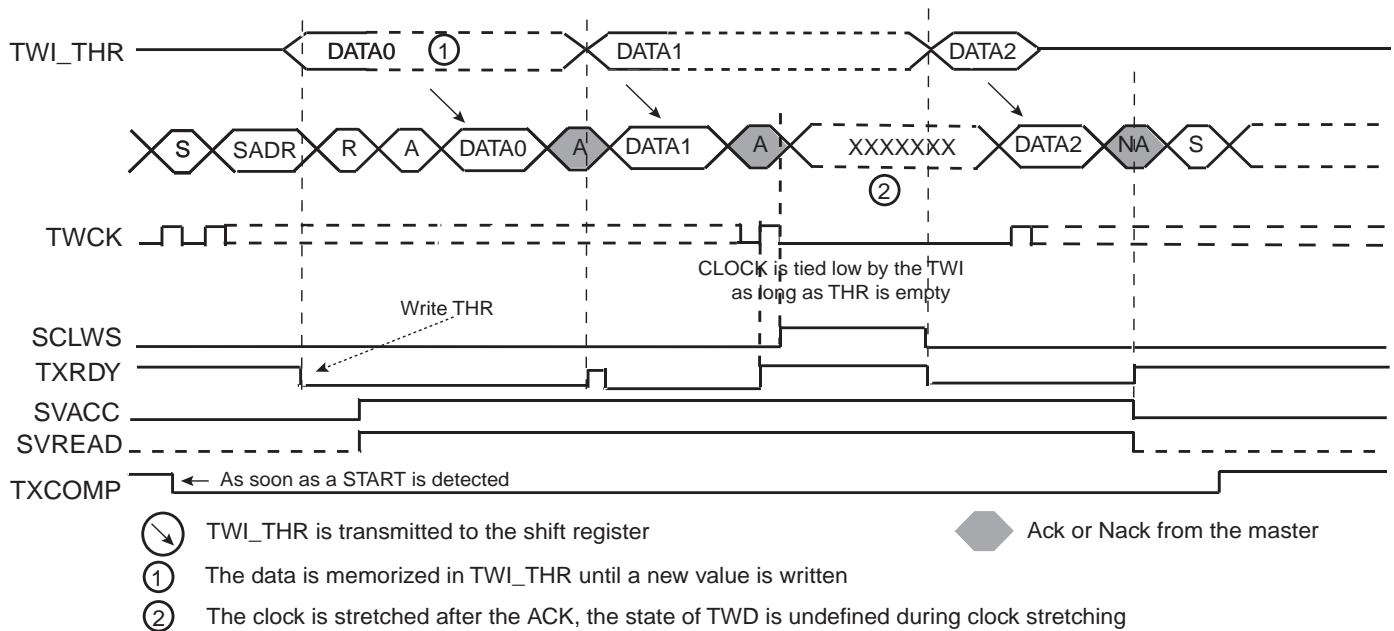 TWI_THR DATA0 1 DATA1 DATA2
S SADR R A DATA0 A DATA1 A XXXXXXX DATA2 NA S
2
TWCK
CLOCK is tied low by the TWI
as long as THR is empty
Write THR
SCLWS
TXRDY
SVACC
SVREAD
TXCOMP As soon as a START is detected
TWI_THR is transmitted to the shift register Ack or Nack from the master
1 The data is memorized in TWI_THR until a new value is written
2 The clock is stretched after the ACK, the state of TWD is undefined during clock stretching